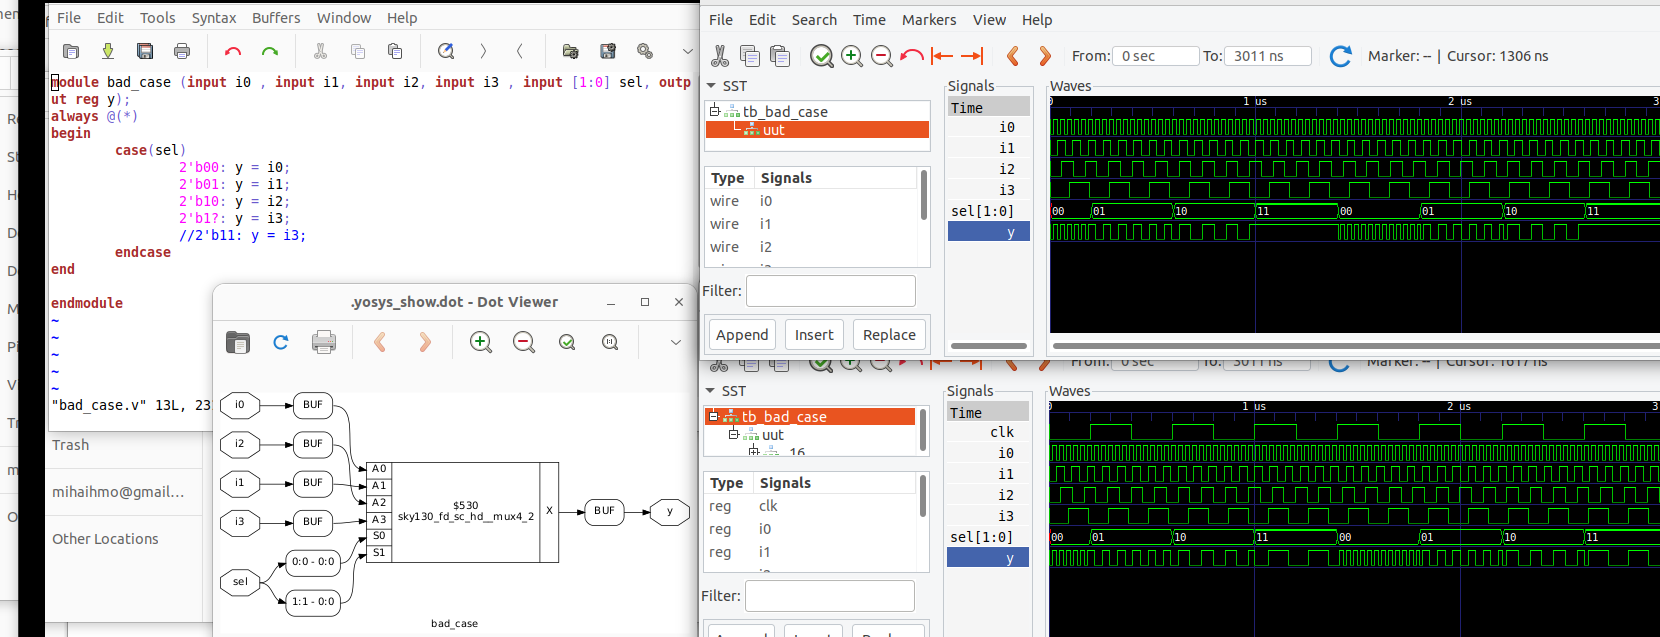 File Edit Tools Syntax Buffers Window Help
module bad_case (input i0 , input i1, input i2, input i3 , input [1:0] sel, outp
ut reg y);
always @(*)
begin
case(sel)
2'b00: y = i0;
2'b01: y = i1;
2'b10: y = i2;
2'b1?: y = i3;
//2'b11: y = i3;
endcase
end
endmodule
~
~
~
~
~
"bad_case.v" 13L, 23
Trash
mihaihmo@gmail...
Other Locations
.yosys_show.dot - Dot Viewer
i0 BUF
i2 BUF
i1 BUF
i3 BUF
sel
0:0 - 0:0
1:1 - 0:0
A0
A1
A2
A3
S0
S1
$530
sky130_fd_sc_hd__mux4_2
X
BUF
y
bad_case
File Edit Search Time Markers View Help
From: 0 sec To: 3011 ns Marker: -- | Cursor: 1306 ns
SST
tb_bad_case
uut
Type Signals
wire i0
wire i1
wire i2
Filter:
Append Insert Replace
Signals
Time
i0
i1
i2
i3
sel[1:0]
y
Waves
0 1 us 2 us 3
00 01 10 11 00 01 10 11
From: 0 sec To: 3011 ns Marker: -- | Cursor: 1617 ns
SST
tb_bad_case
uut
_16_
Type Signals
reg clk
reg i0
reg i1
Filter:
Signals
Time
clk
i0
i1
i2
i3
sel[1:0]
y
Waves
0 1 us 2 us 3
00 01 10 11 00 01 10 11